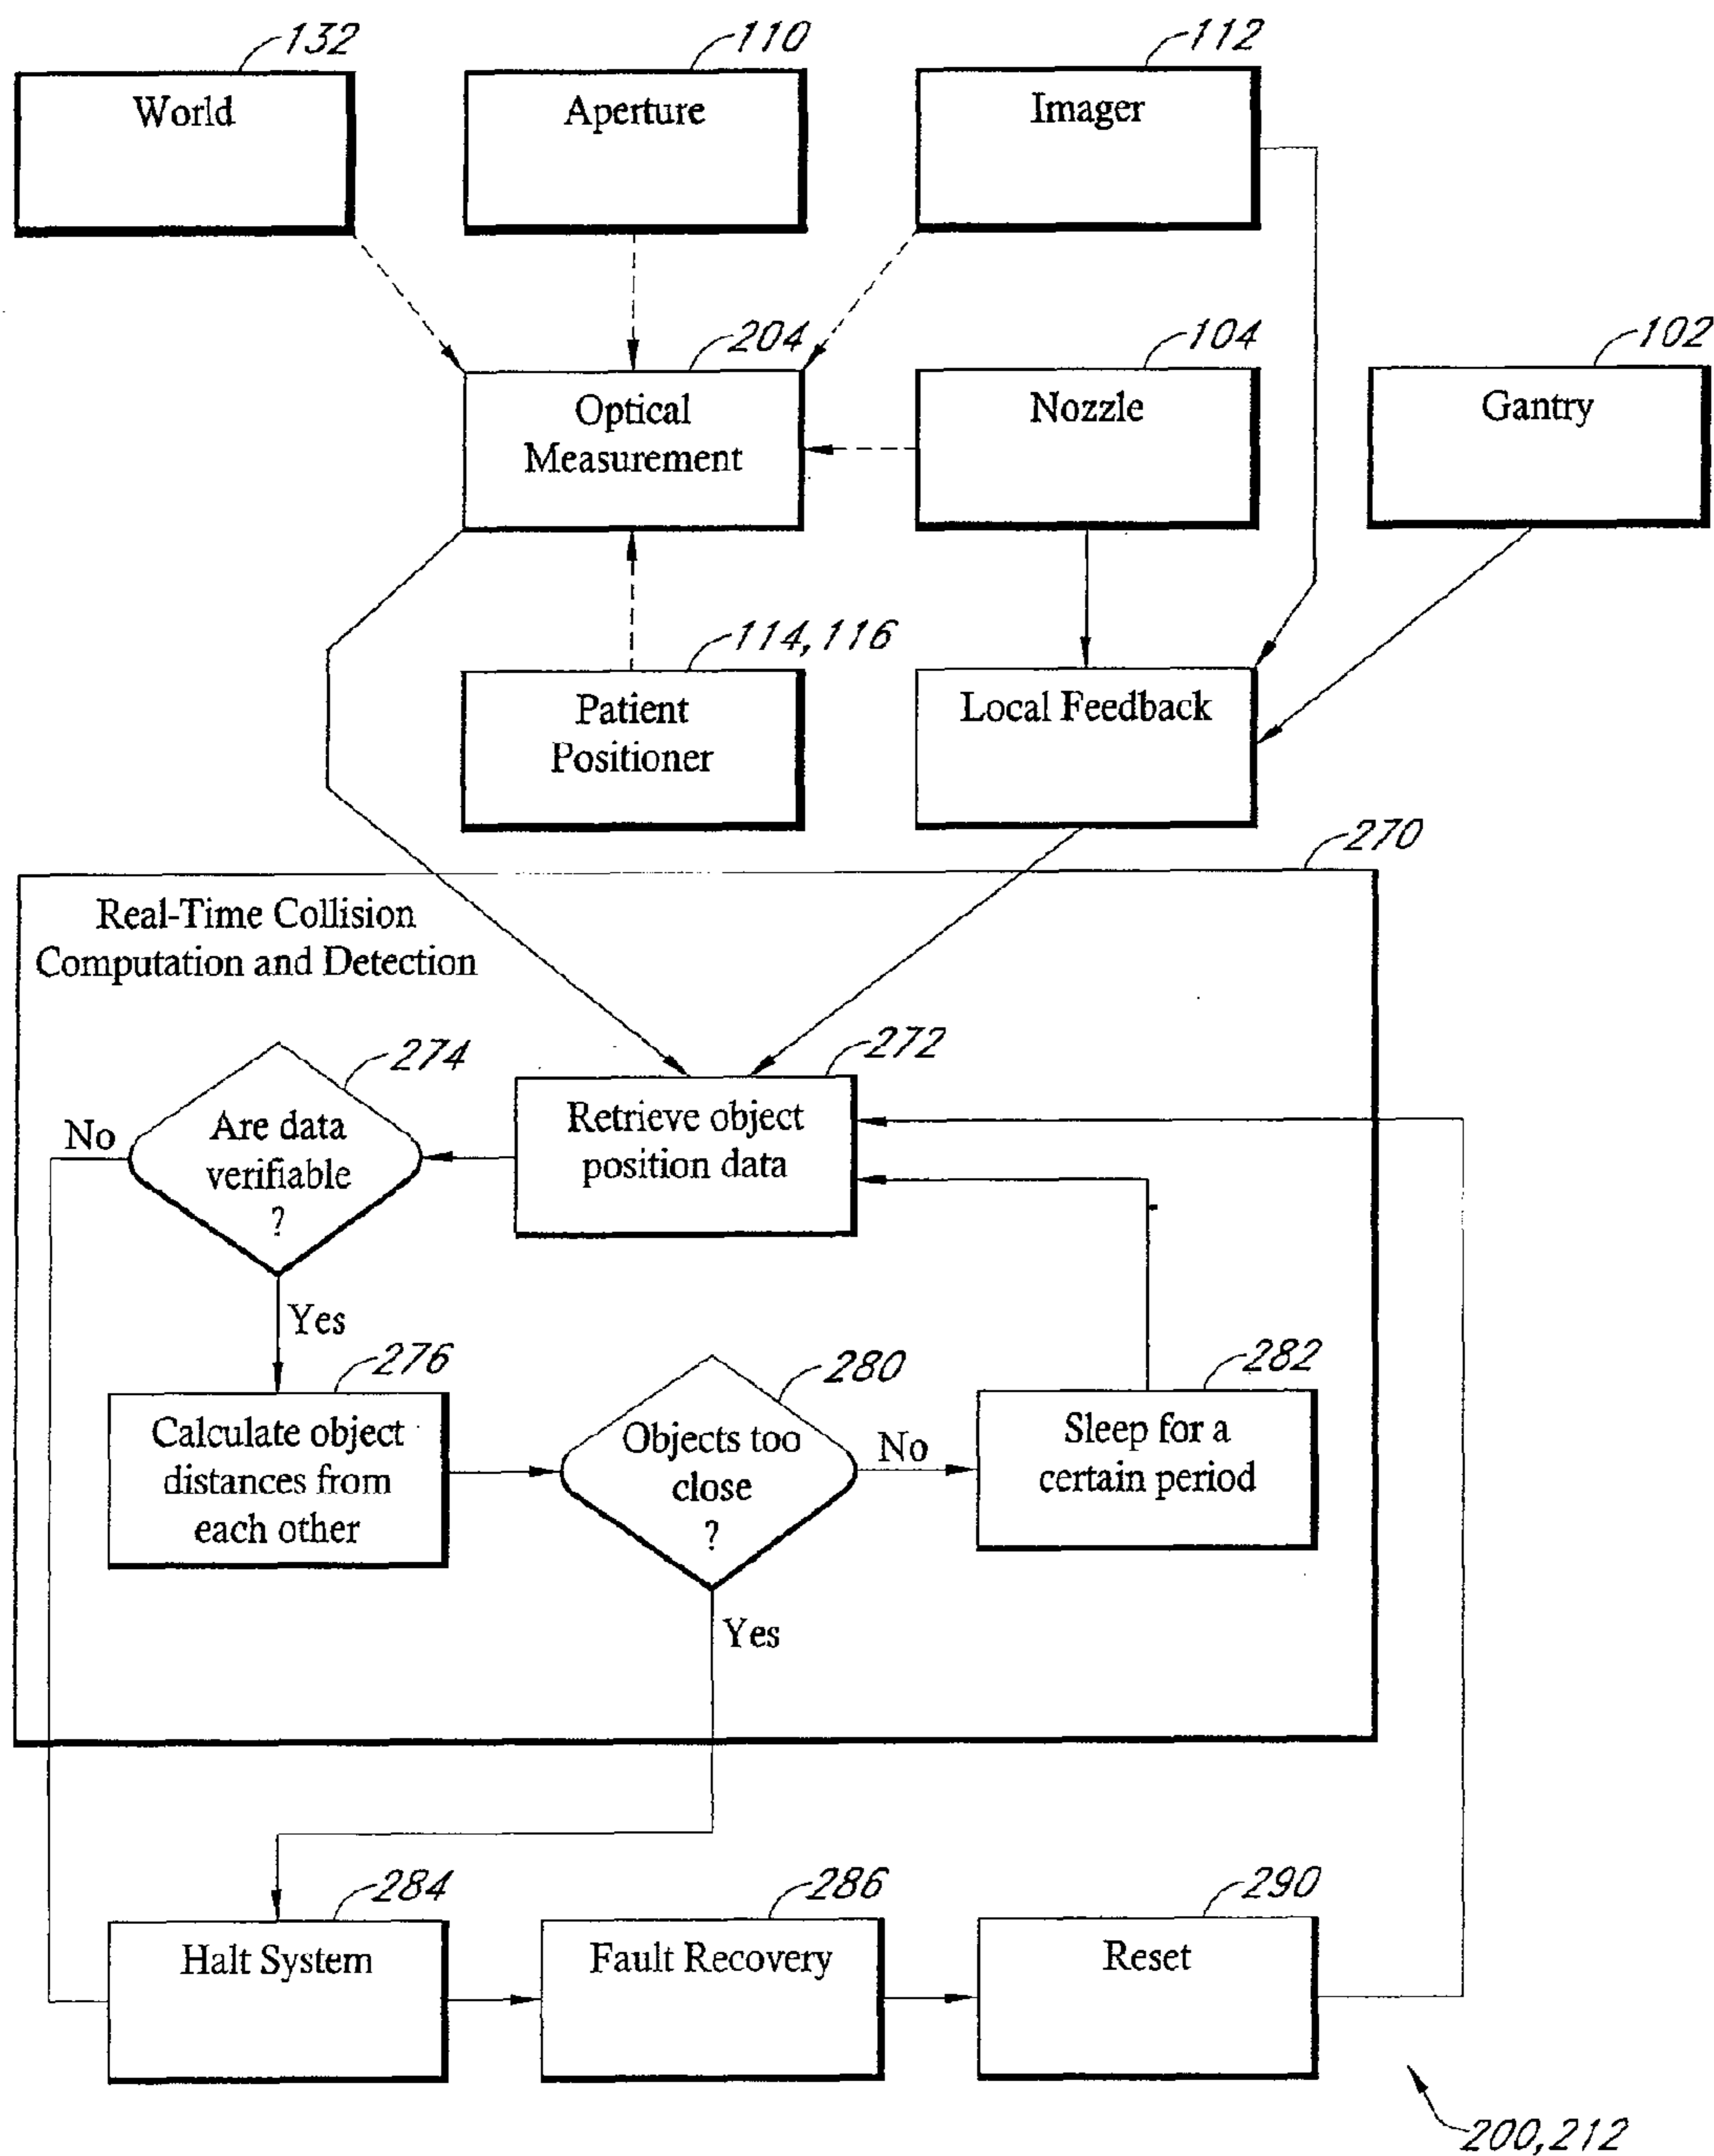 132
110
112
World
Aperture
Imager
204
104
102
Optical
Measurement
Nozzle
Gantry
114, 116
Patient
Positioner
Local Feedback
270
Real-Time Collision
Computation and Detection
274
272
No
Are data
verifiable
?
Retrieve object
position data
Yes
276
280
282
Calculate object
distances from
each other
Objects too
close
?
No
Sleep for a
certain period
Yes
284
286
290
Halt System
Fault Recovery
Reset
200, 212